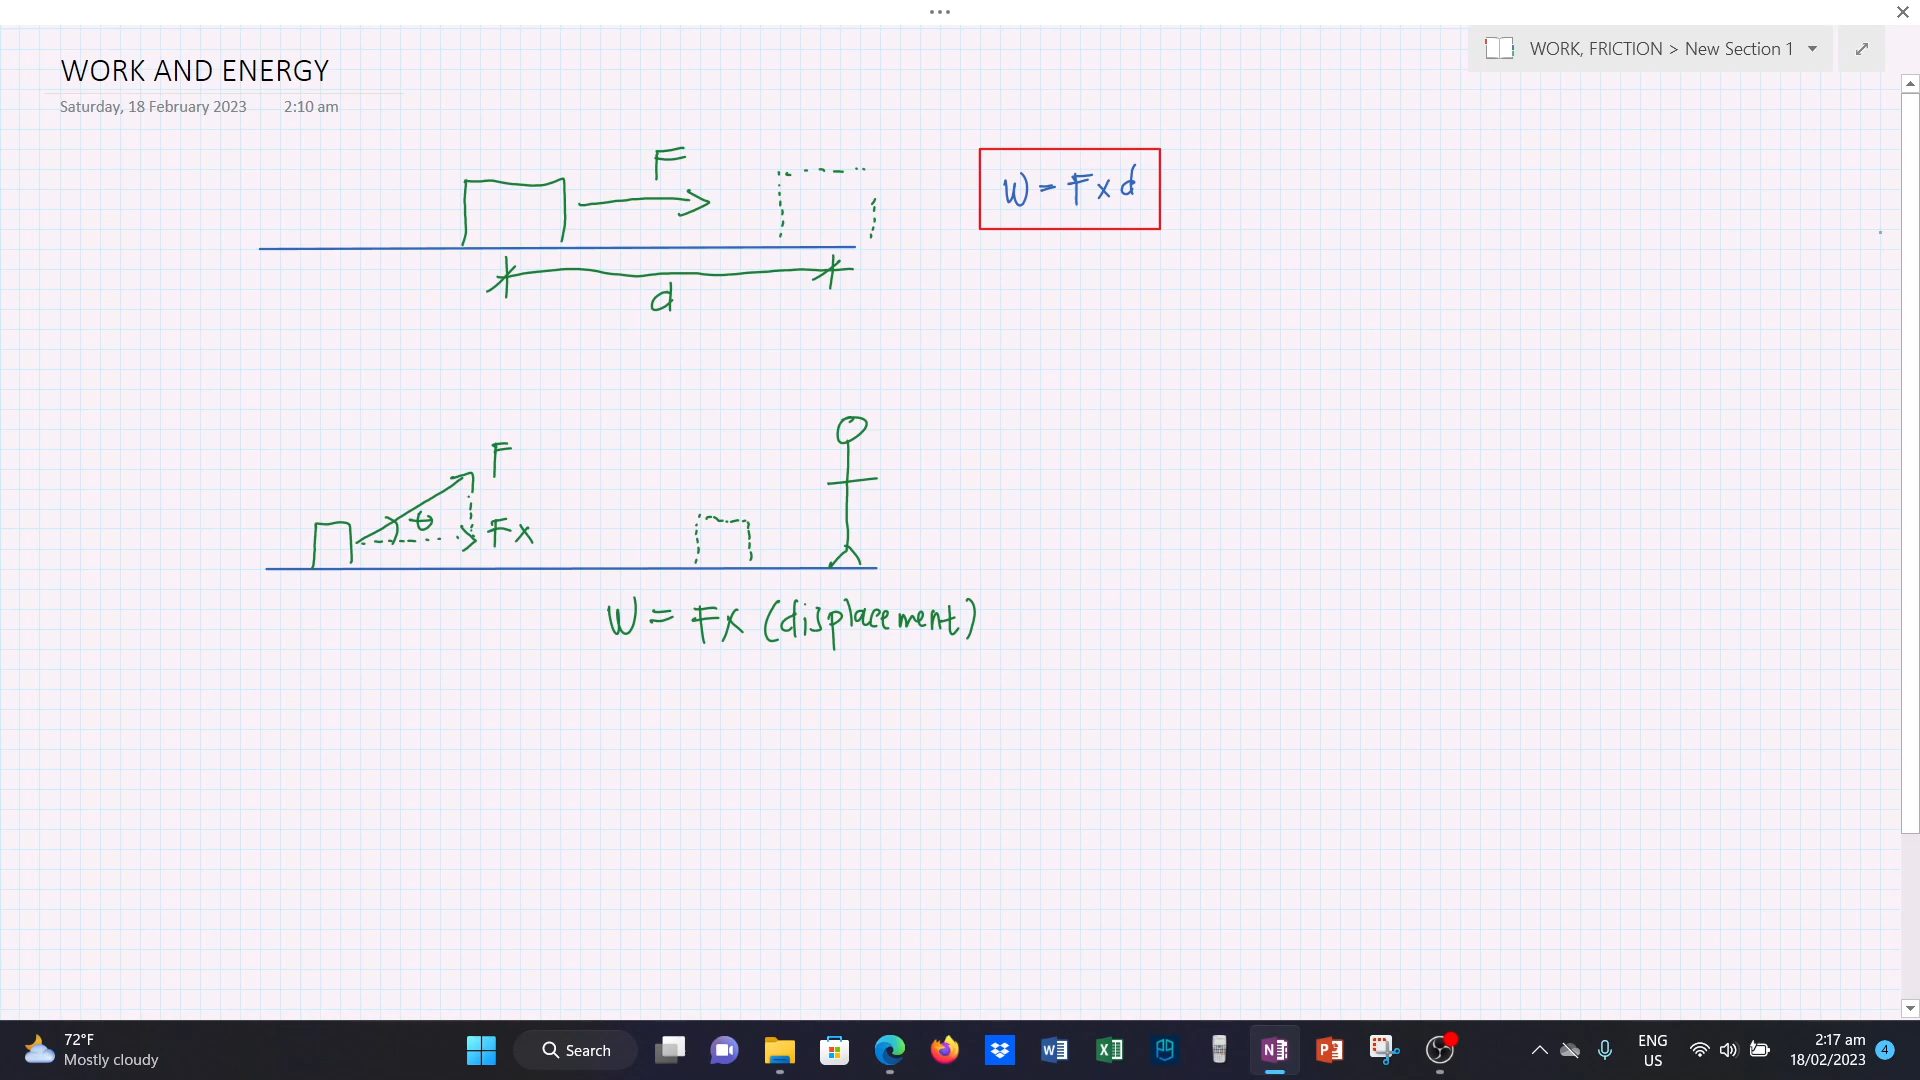 WORK, FRICTION > New Section 1
WORK AND ENERGY
Saturday, 18 February 2023 2:10 am
F
W = F x d
d
F
θ
Fx
W = Fx (displacement)
72°F
Mostly cloudy
Search
ENG
US
2:17 am
18/02/2023
4